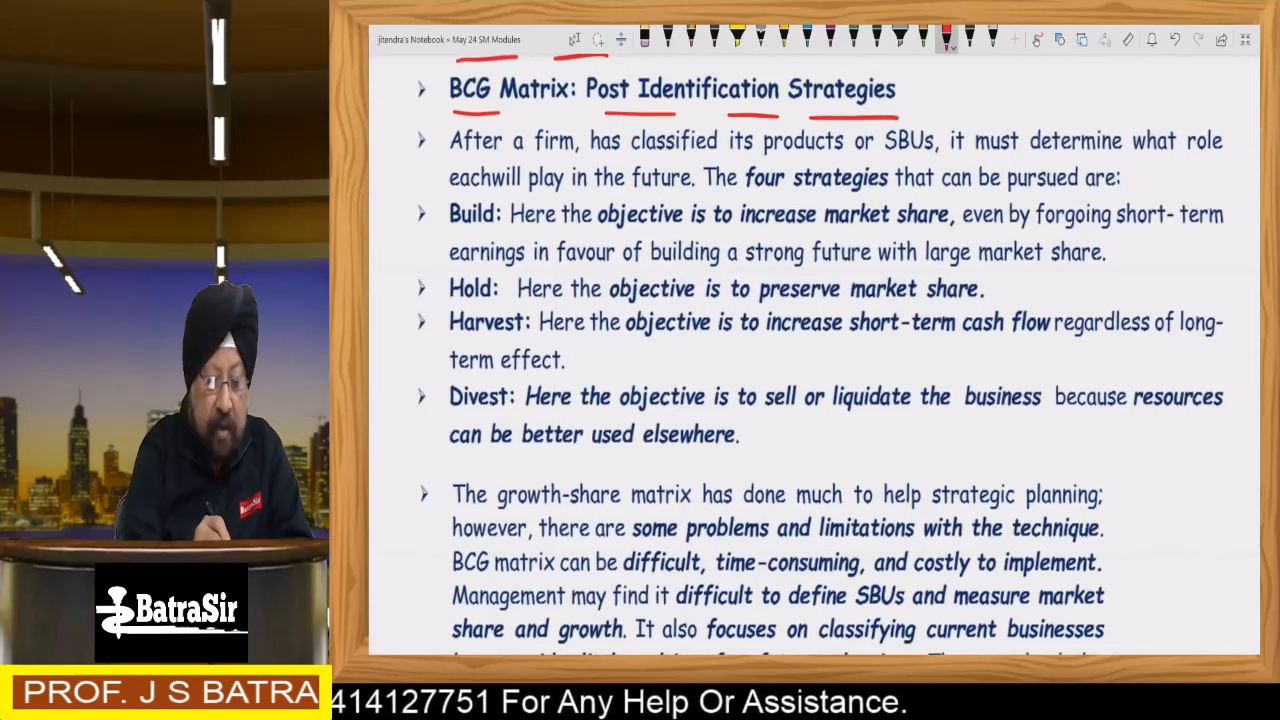 jitendra's Notebook » May 24 SM Modules
BCG Matrix: Post Identification Strategies
After a firm, has classified its products or SBUs, it must determine what role
eachwill play in the future. The four strategies that can be pursued are:
Build: Here the objective is to increase market share, even by forgoing short- term
earnings in favour of building a strong future with large market share.
Hold: Here the objective is to preserve market share.
Harvest: Here the objective is to increase short-term cash flow regardless of long-
term effect.
Divest: Here the objective is to sell or liquidate the business because resources
can be better used elsewhere.
The growth-share matrix has done much to help strategic planning;
however, there are some problems and limitations with the technique.
BCG matrix can be difficult, time-consuming, and costly to implement.
Management may find it difficult to define SBUs and measure market
share and growth. It also focuses on classifying current businesses
BatraSir
BatraSir
PROF. J S BATRA
414127751 For Any Help Or Assistance.